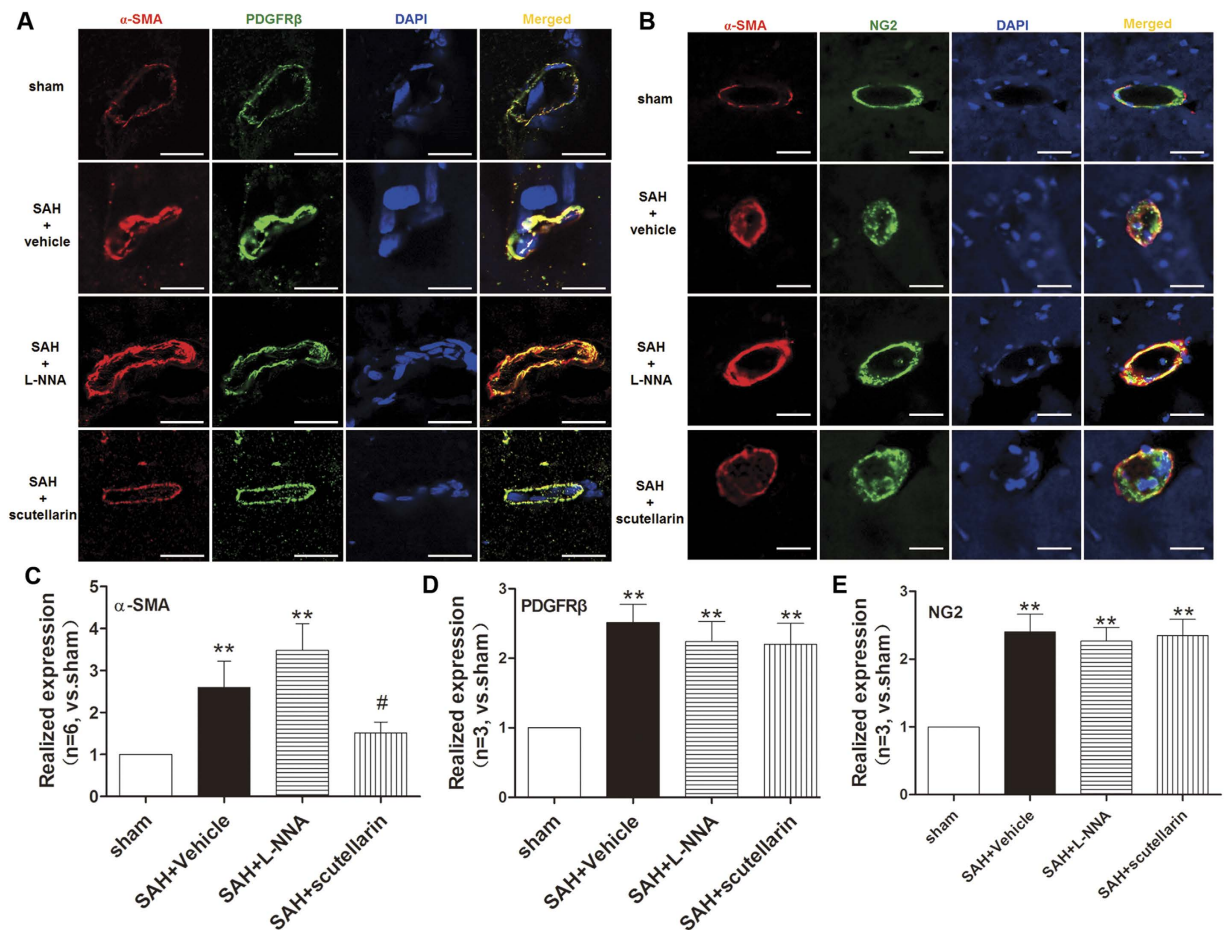 A
α-SMA PDGFRβ DAPI Merged
sham
SAH
+
vehicle
SAH
+
L-NNA
SAH
+
scutellarin
B
α-SMA NG2 DAPI Merged
sham
SAH
+
vehicle
SAH
+
L-NNA
SAH
+
scutellarin
C
α-SMA
Realized expression
(n=6, vs.sham)
5
4
3
2
1
0
**
**
#
sham
SAH+Vehicle
SAH+L-NNA
SAH+scutellarin
D
PDGFRβ
Realized expression
(n=3, vs.sham)
3
2
1
0
**
**
**
sham
SAH+Vehicle
SAH+L-NNA
SAH+scutellarin
E
NG2
Realized expression
(n=3, vs.sham)
3
2
1
0
**
**
**
sham
SAH+Vehicle
SAH+L-NNA
SAH+scutellarin